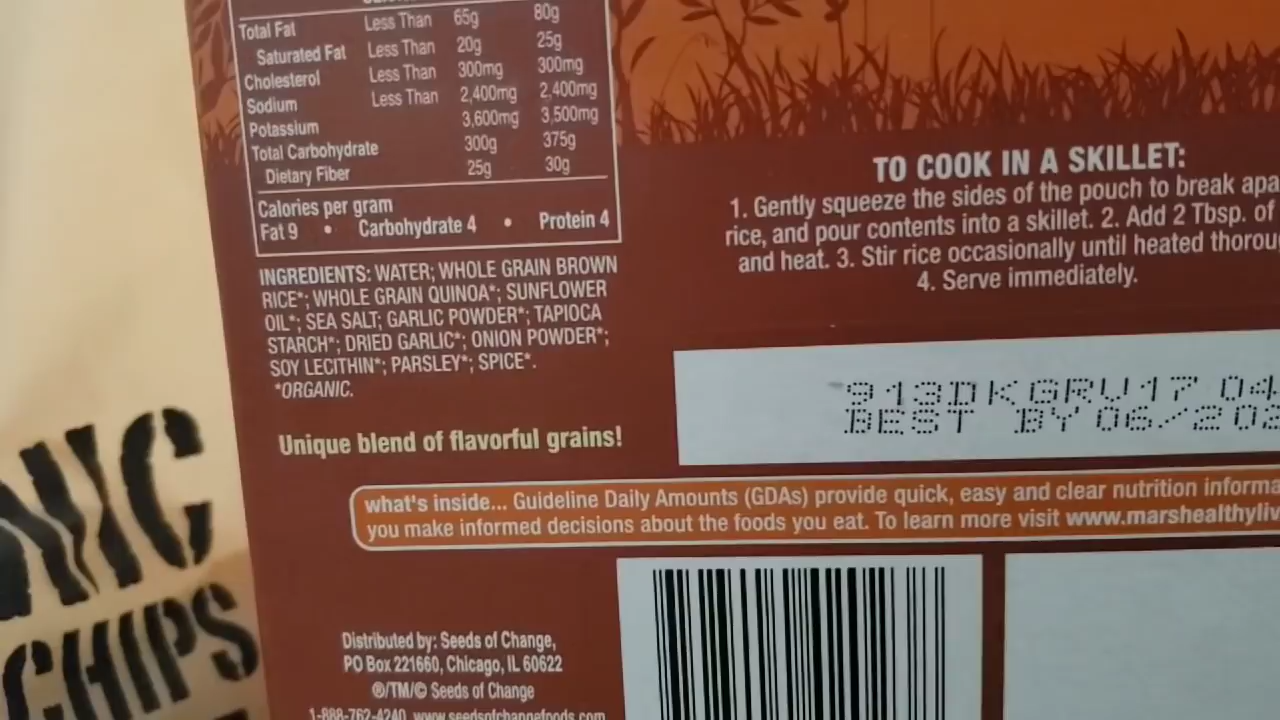 Total Fat Less Than 65g 80g
Saturated Fat Less Than 20g 25g
Cholesterol Less Than 300mg 300mg
Sodium Less Than 2,400mg 2,400mg
Potassium 3,600mg 3,500mg
Total Carbohydrate 300g 375g
Dietary Fiber 25g 30g
Calories per gram
Fat 9 • Carbohydrate 4 • Protein 4
INGREDIENTS: WATER; WHOLE GRAIN BROWN
RICE*; WHOLE GRAIN QUINOA*; SUNFLOWER
OIL*; SEA SALT; GARLIC POWDER*; TAPIOCA
STARCH*; DRIED GARLIC*; ONION POWDER*;
SOY LECITHIN*; PARSLEY*; SPICE*.
*ORGANIC.
Unique blend of flavorful grains!
TO COOK IN A SKILLET:
1. Gently squeeze the sides of the pouch to break apa
rice, and pour contents into a skillet. 2. Add 2 Tbsp. of
and heat. 3. Stir rice occasionally until heated thorou
4. Serve immediately.
913DKGRU17 04
BEST BY 06/202
what's inside... Guideline Daily Amounts (GDAs) provide quick, easy and clear nutrition informa
you make informed decisions about the foods you eat. To learn more visit www.marshealthyliv
Distributed by: Seeds of Change,
PO Box 221660, Chicago, IL 60622
®/TM/© Seeds of Change
1-888-762-4240 www.seedsofchangefoods.com
NIC
CHIPS